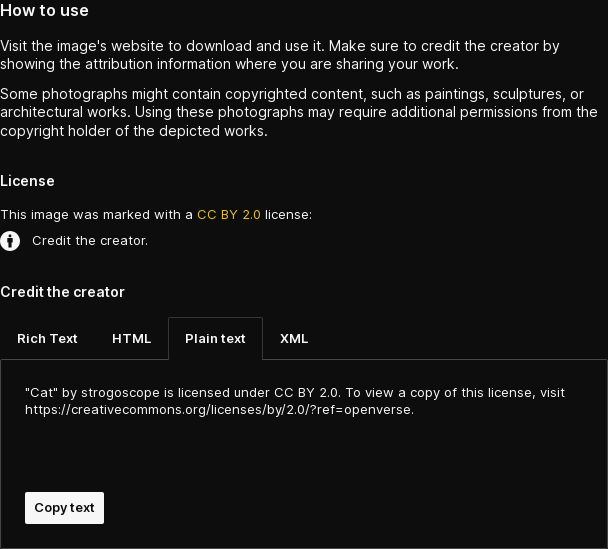 How to use
Visit the image's website to download and use it. Make sure to credit the creator by
showing the attribution information where you are sharing your work.
Some photographs might contain copyrighted content, such as paintings, sculptures, or
architectural works. Using these photographs may require additional permissions from the
copyright holder of the depicted works.
License
This image was marked with a CC BY 2.0 license:
Credit the creator.
Credit the creator
Rich Text HTML Plain text XML
"Cat" by strogoscope is licensed under CC BY 2.0. To view a copy of this license, visit
https://creativecommons.org/licenses/by/2.0/?ref=openverse.
Copy text